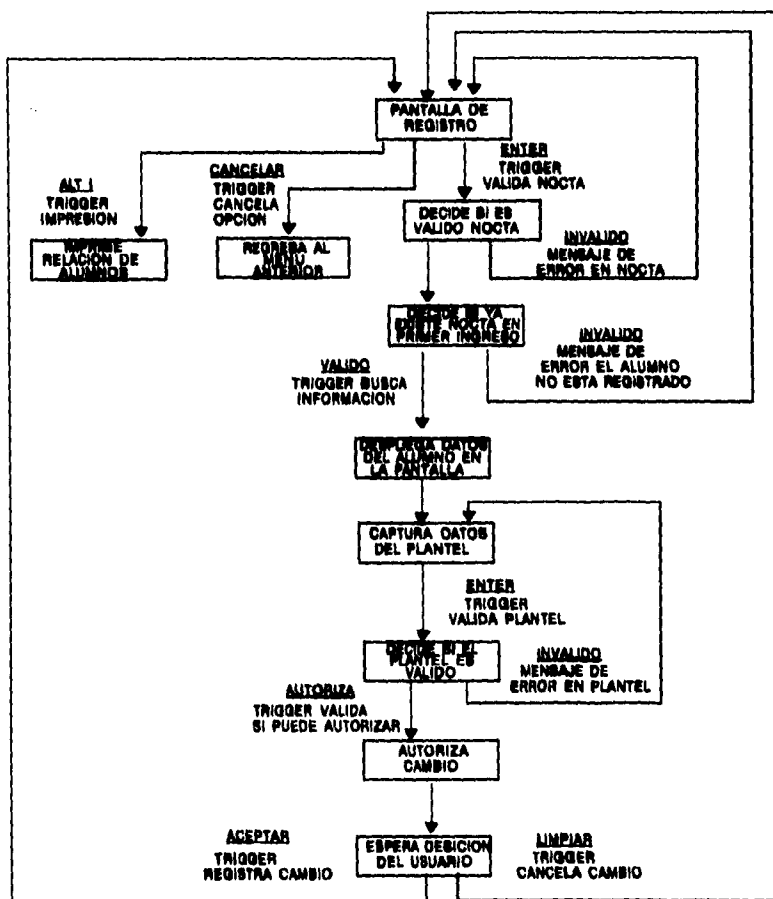 PANTALLA DE
REGISTRO
ALT I
TRIGGER
IMPRESION
CANCELAR
TRIGGER
CANCELA
OPCION
ENTER
TRIGGER
VALIDA NOCTA
IMPRIME
RELACION DE
ALUMNOS
REGRESA AL
MENU
ANTERIOR
DECIDE SI ES
VALIDO NOCTA
INVALIDO
MENSAJE DE
ERROR EN NOCTA
DECIDE SI YA
EXISTE NOCTA EN
PRIMER INGRESO
INVALIDO
MENSAJE DE
ERROR EL ALUMNO
NO ESTA REGISTRADO
VALIDO
TRIGGER BUSCA
INFORMACION
DESPLIEGA DATOS
DEL ALUMNO EN
LA PANTALLA
CAPTURA DATOS
DEL PLANTEL
ENTER
TRIGGER
VALIDA PLANTEL
DECIDE SI EL
PLANTEL ES
VALIDO
INVALIDO
MENSAJE DE
ERROR EN PLANTEL
AUTORIZA
TRIGGER VALIDA
SI PUEDE AUTORIZAR
AUTORIZA
CAMBIO
ACEPTAR
TRIGGER
REGISTRA CAMBIO
ESPERA DESICION
DEL USUARIO
LIMPIAR
TRIGGER
CANCELA CAMBIO